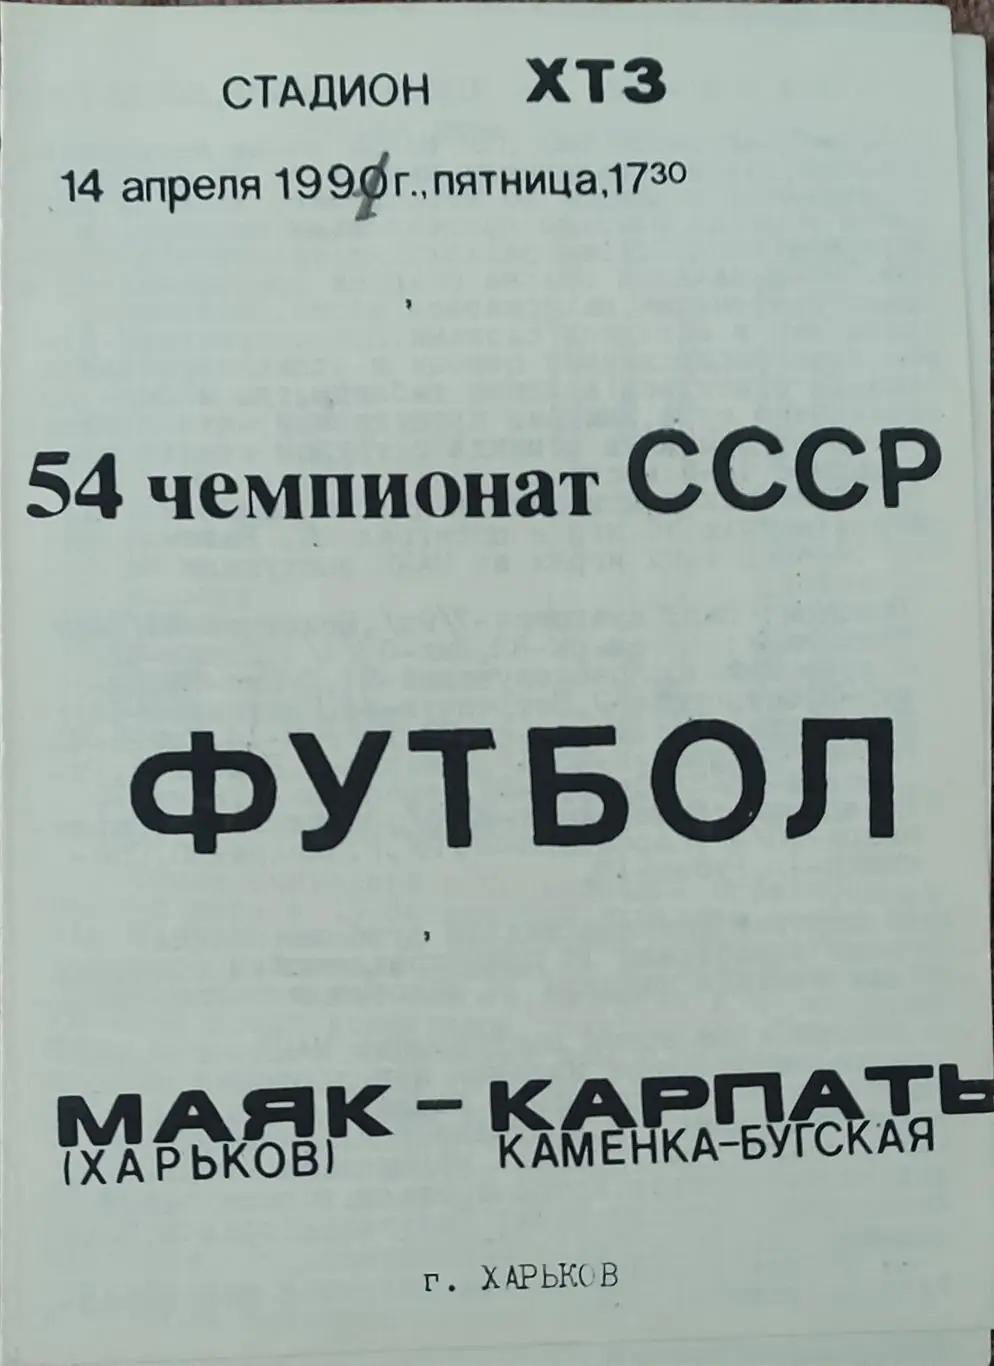 СТАДИОН ХТЗ
14 апреля 1991г., пятница, 17³⁰
54 чемпионат СССР
ФУТБОЛ
МАЯК – КАРПАТЫ
(ХАРЬКОВ) КАМЕНКА-БУГСКАЯ
г. ХАРЬКОВ